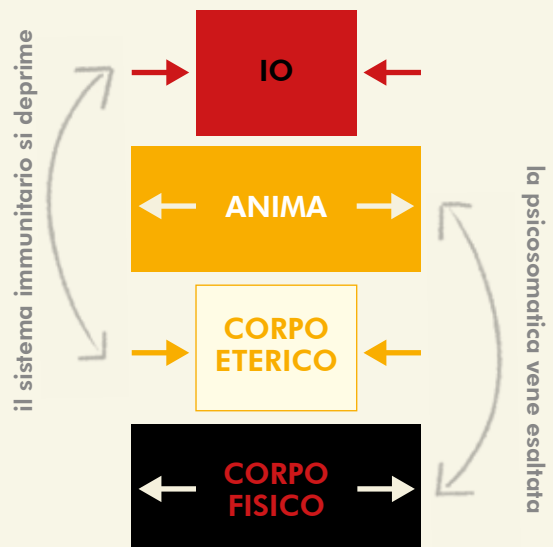 il sistema immunitario si deprime
IO
ANIMA
CORPO
ETERICO
CORPO
FISICO
la psicosomatica vene esaltata